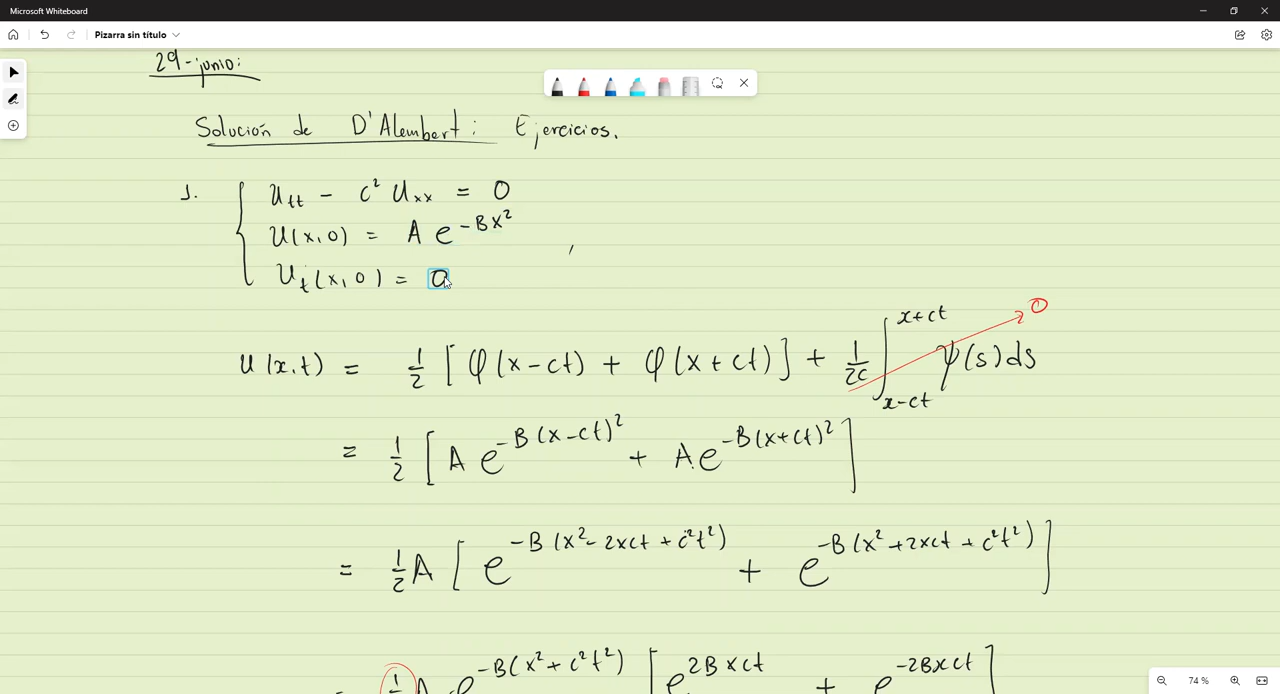 Microsoft Whiteboard
Pizarra sin título
29-junio:
Solución de D'Alembert: Ejercicios.
1. { u_tt - c² u_xx = 0
u(x,0) = A e^{-Bx²} ,
u_t(x,0) = 0
u(x,t) = 1/2 [φ(x-ct) + φ(x+ct)] + 1/2c ∫_{x-ct}^{x+ct} ψ(s)ds → 0
= 1/2 [A e^{-B(x-ct)²} + A e^{-B(x+ct)²}]
= 1/2 A [e^{-B(x²-2xct+c²t²)} + e^{-B(x²+2xct+c²t²)}]
= 1/2 A e^{-B(x²+c²t²)} [e^{2Bxct} + e^{-2Bxct}]
74 %